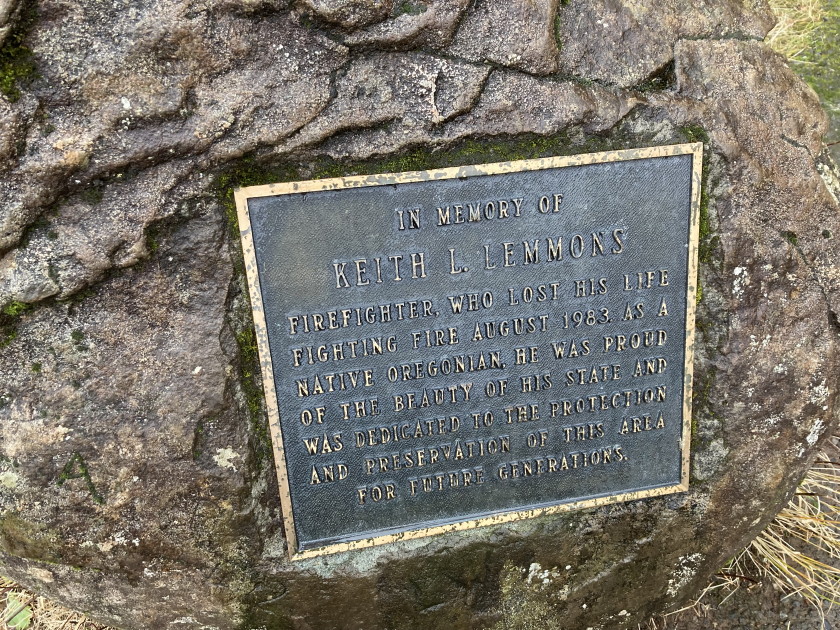 IN MEMORY OF
KEITH L. LEMMONS
FIREFIGHTER, WHO LOST HIS LIFE
FIGHTING FIRE AUGUST 1983. AS A
NATIVE OREGONIAN, HE WAS PROUD
OF THE BEAUTY OF HIS STATE AND
WAS DEDICATED TO THE PROTECTION
AND PRESERVATION OF THIS AREA
FOR FUTURE GENERATIONS.